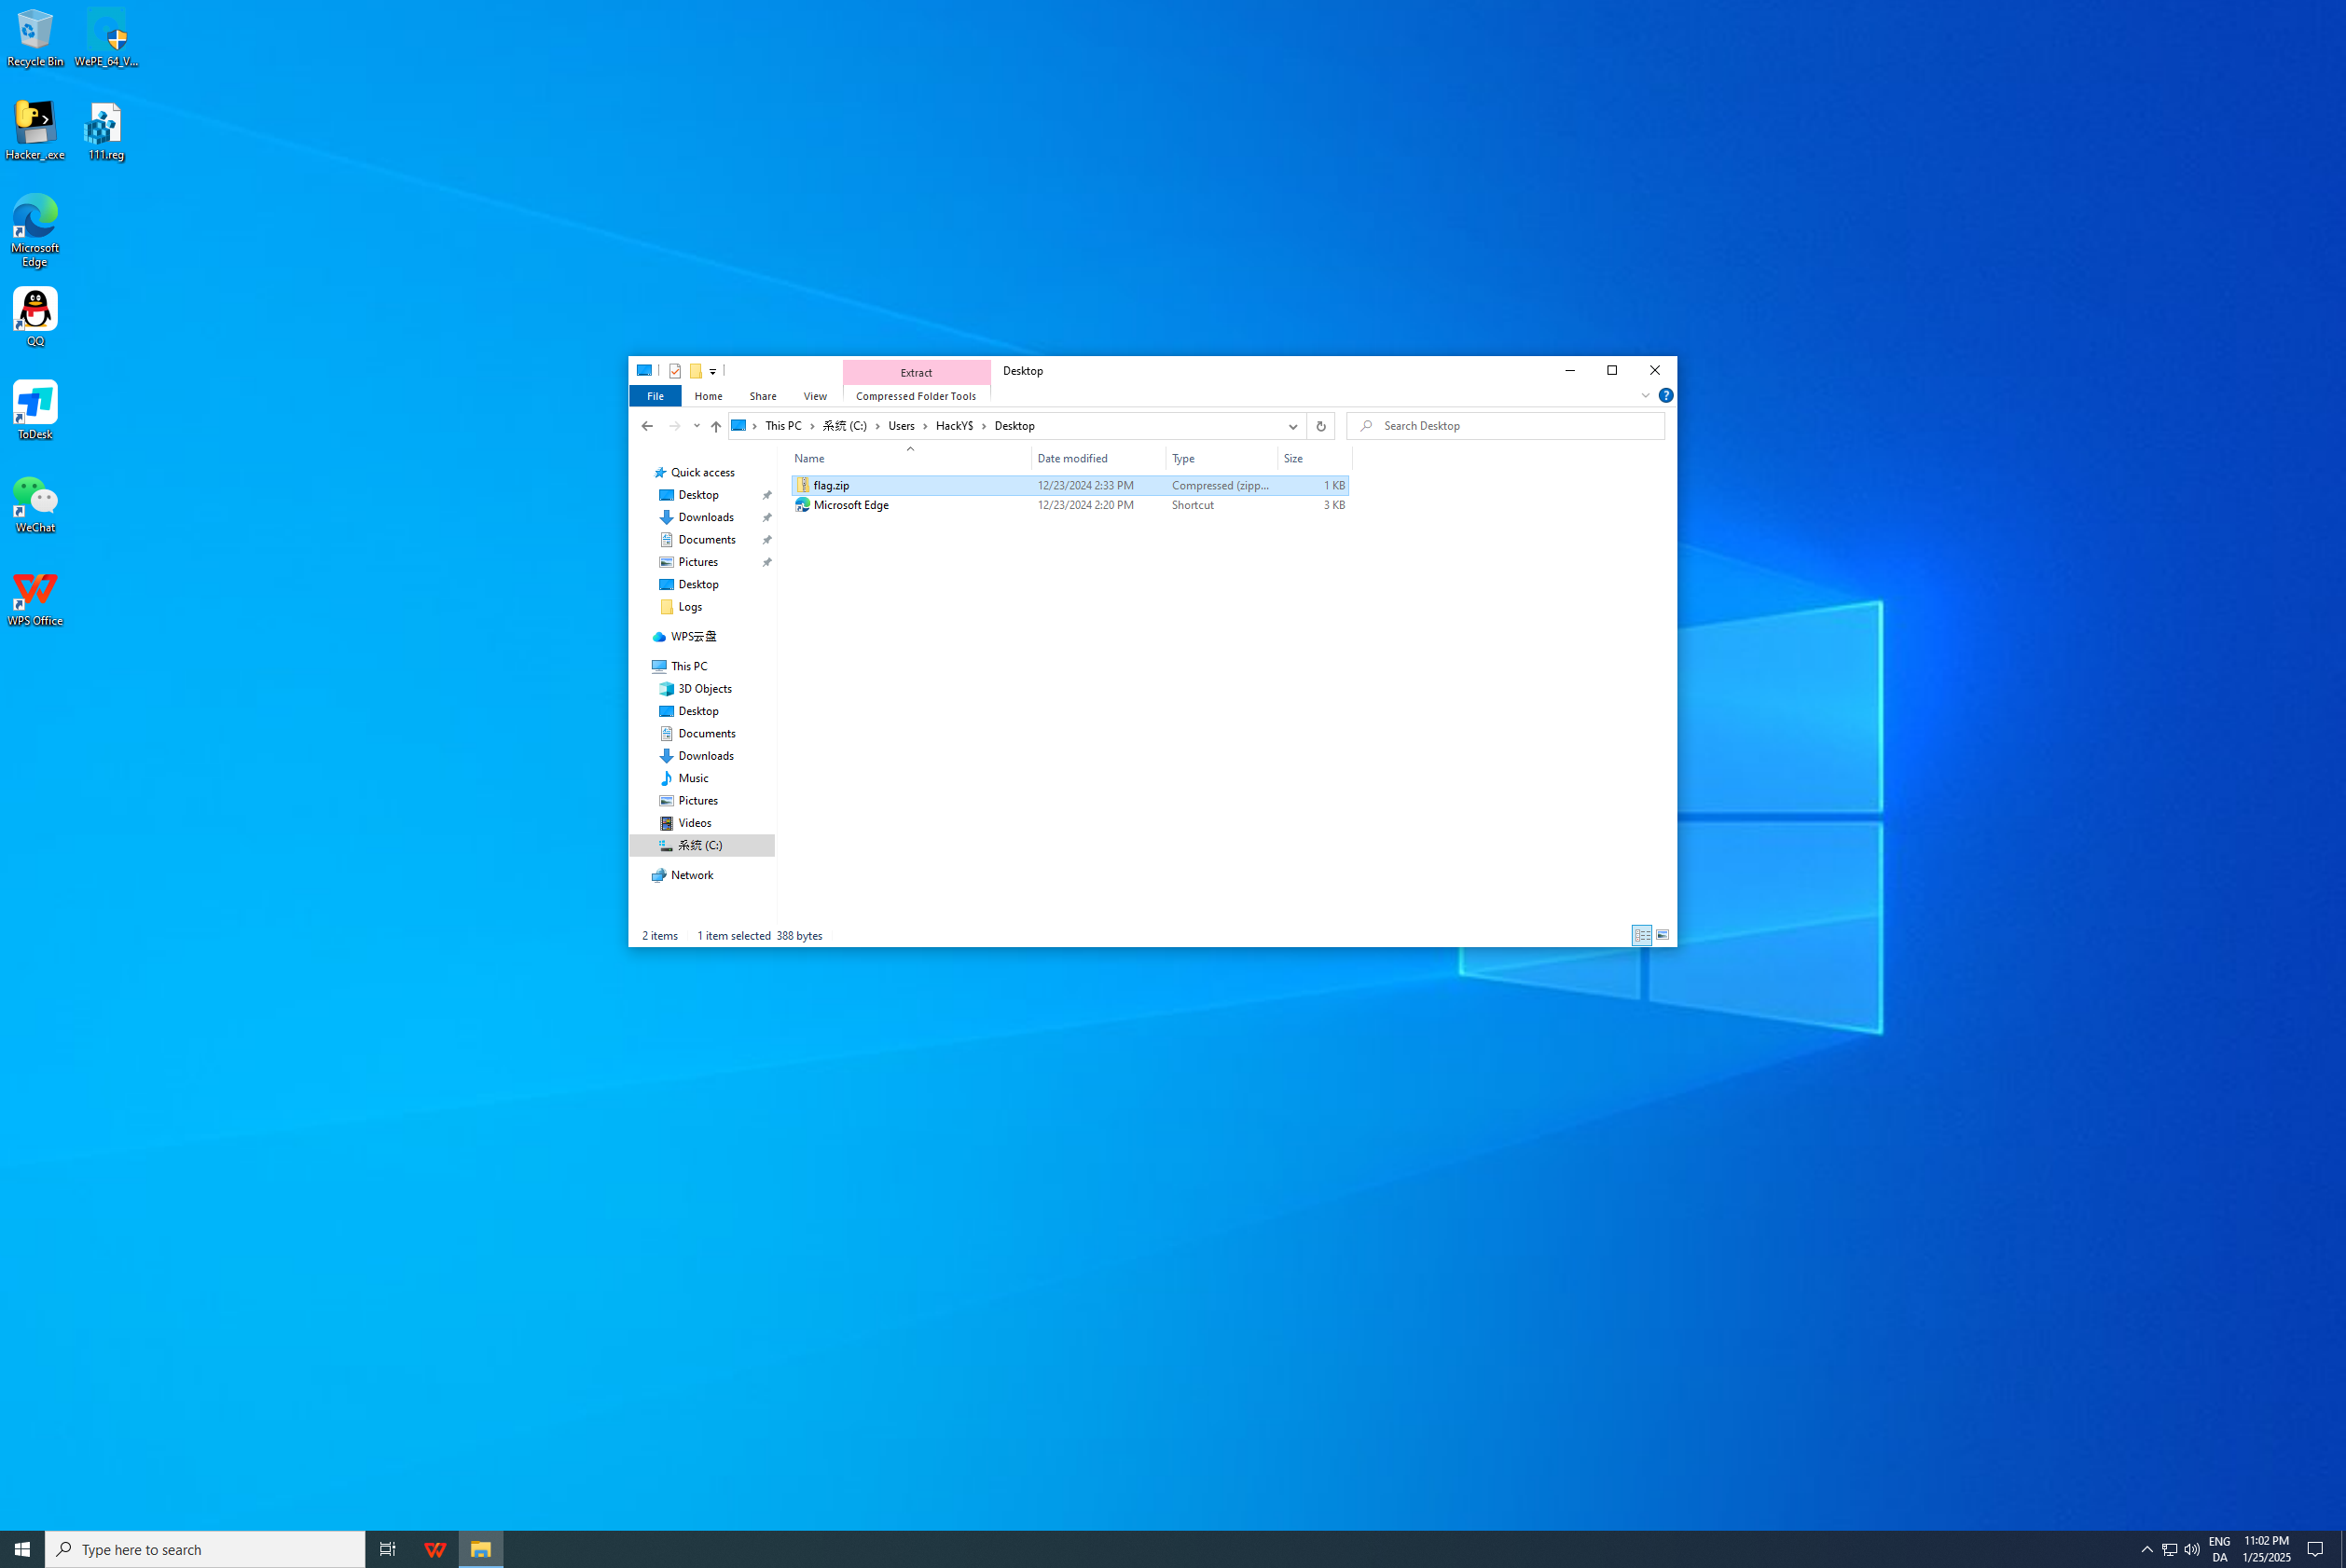 Recycle Bin
WePE_64_V...
Hacker_.exe
111.reg
Microsoft
Edge
QQ
ToDesk
WeChat
WPS Office
Extract
Desktop
File
Home
Share
View
Compressed Folder Tools
This PC
系统 (C:)
Users
HackY$
Desktop
Search Desktop
Name
Date modified
Type
Size
flag.zip
12/23/2024 2:33 PM
Compressed (zipp...
1 KB
Microsoft Edge
12/23/2024 2:20 PM
Shortcut
3 KB
Quick access
Desktop
Downloads
Documents
Pictures
Desktop
Logs
WPS云盘
This PC
3D Objects
Desktop
Documents
Downloads
Music
Pictures
Videos
系统 (C:)
Network
2 items
1 item selected 388 bytes
Type here to search
ENG
DA
11:02 PM
1/25/2025